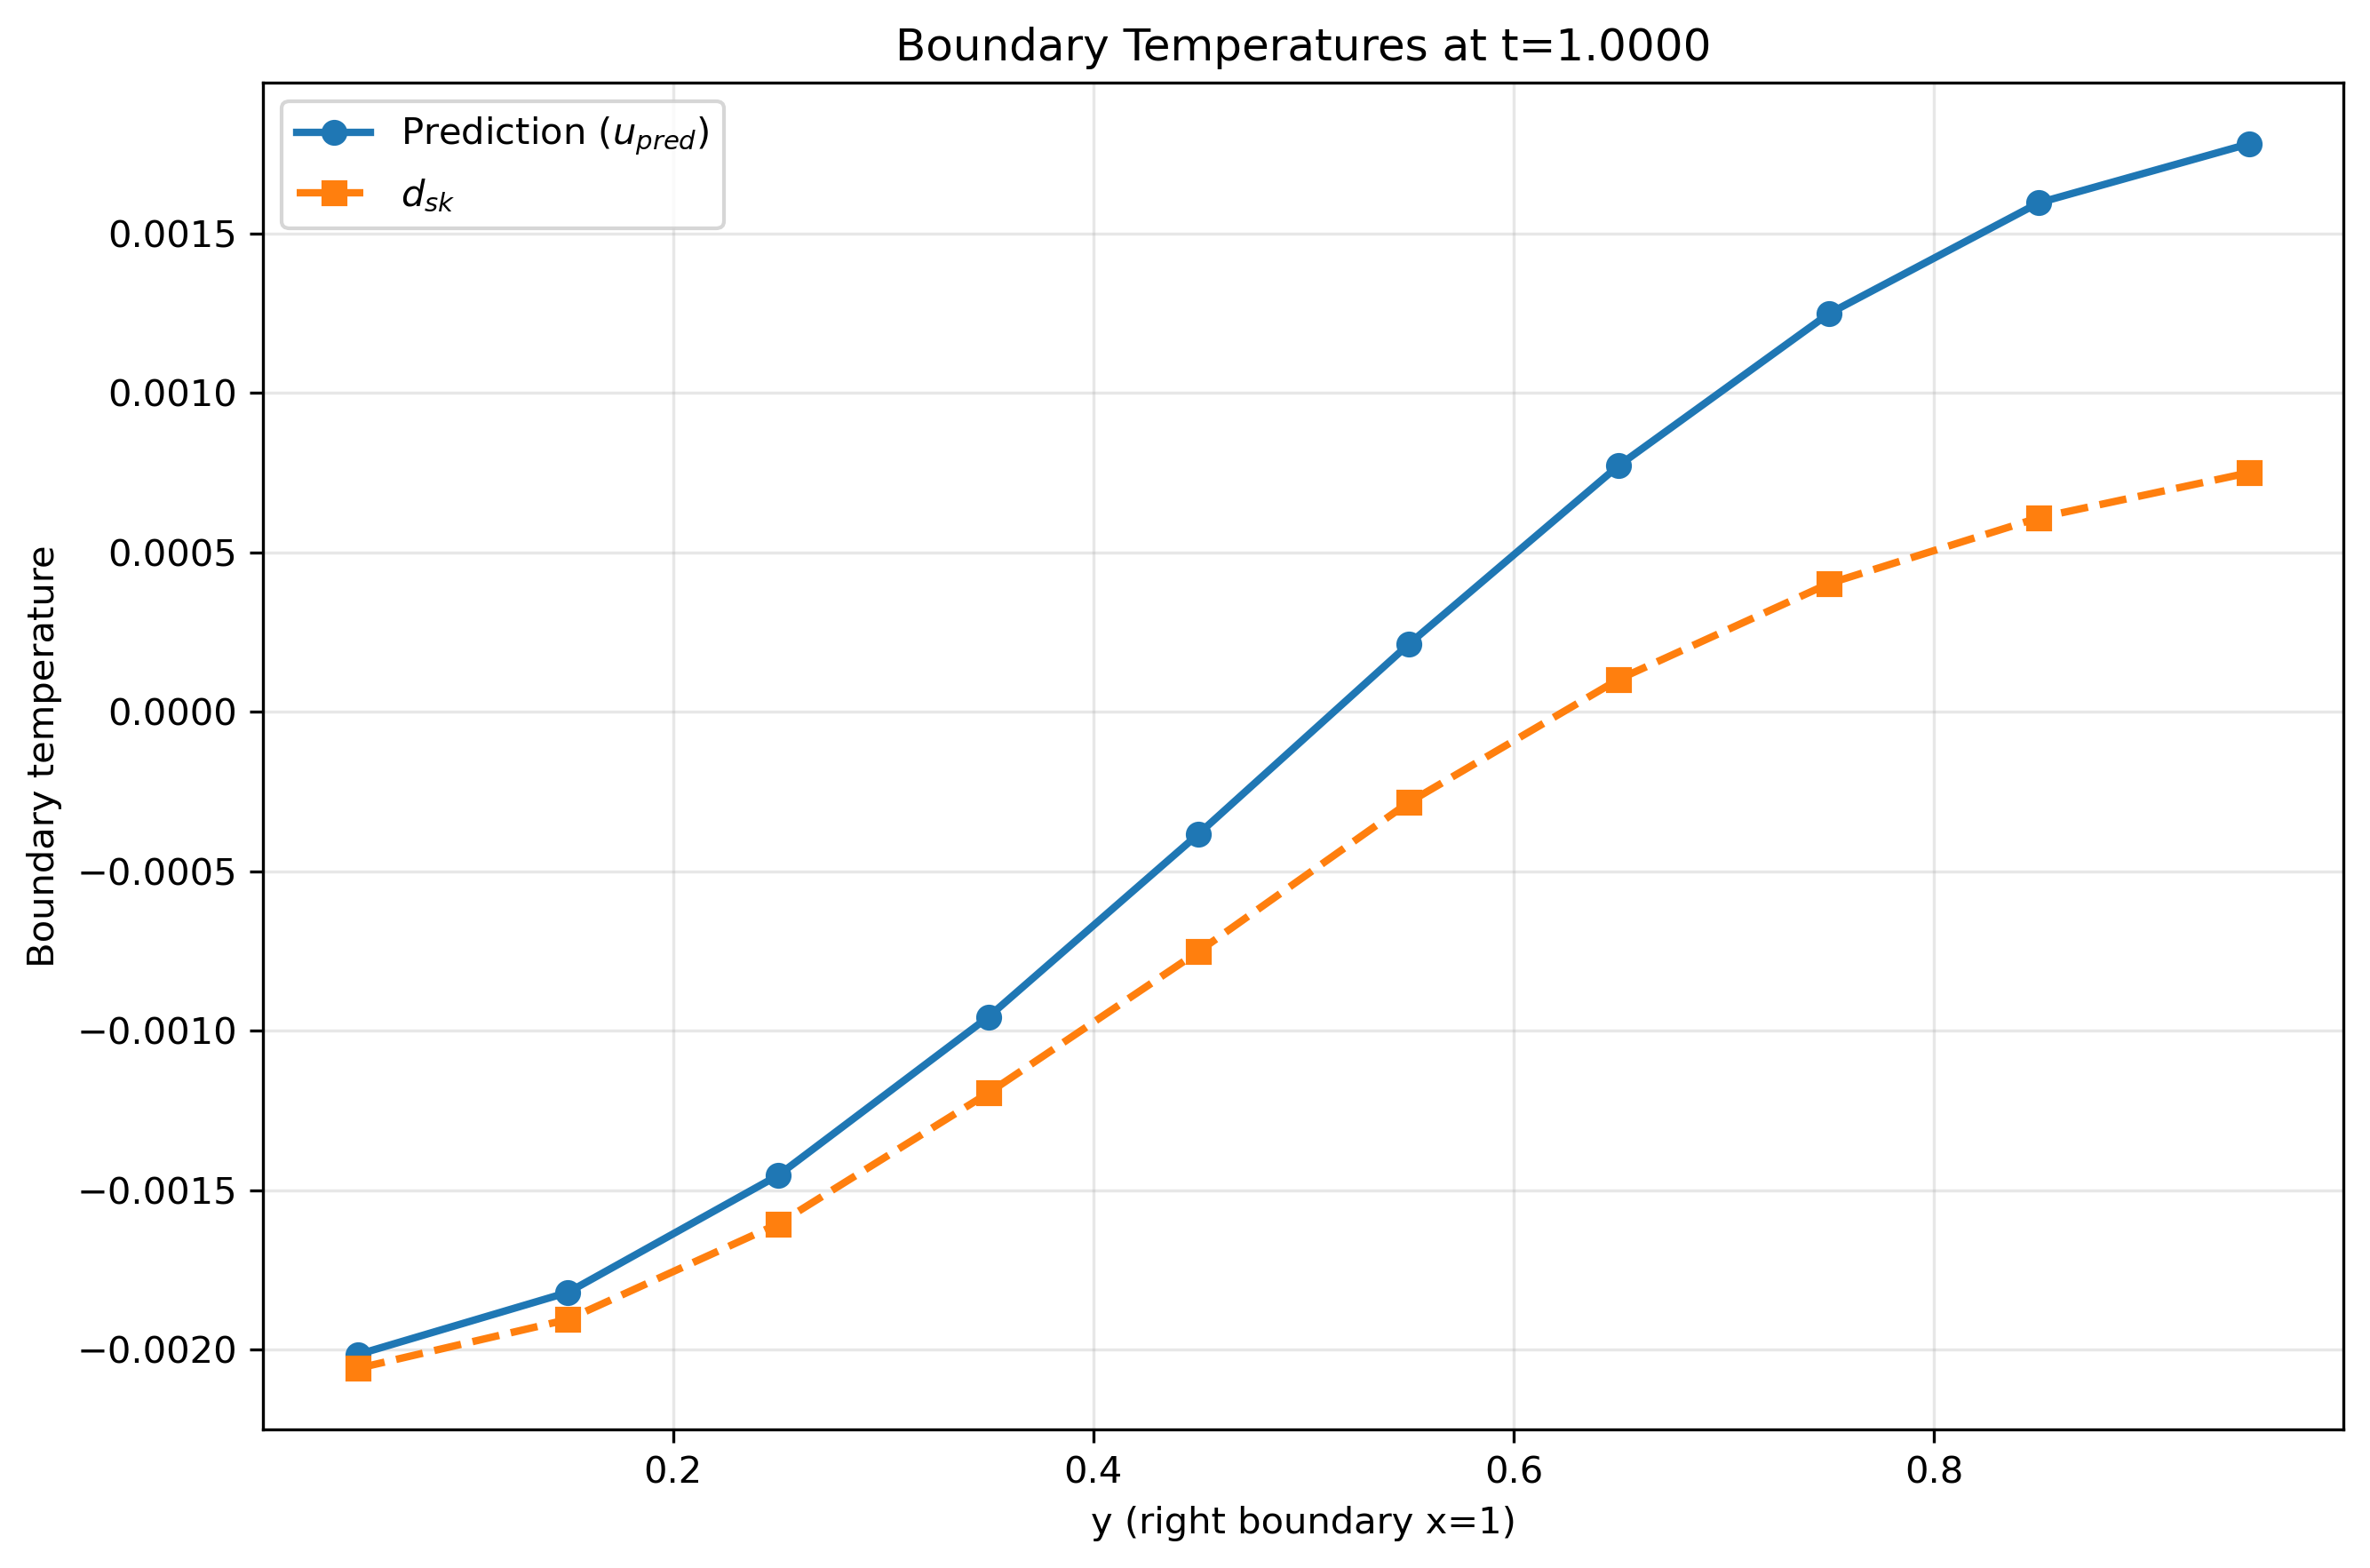 Boundary Temperatures at t=1.0000
Prediction (u_pred)
d_sk
0.0015
0.0010
0.0005
0.0000
−0.0005
−0.0010
−0.0015
−0.0020
Boundary temperature
0.2 0.4 0.6 0.8
y (right boundary x=1)